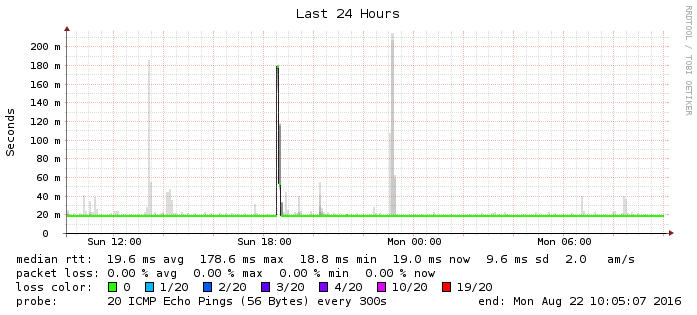 Last 24 Hours
RRDTOOL / TOBI OETIKER
Seconds
200 m
180 m
160 m
140 m
120 m
100 m
80 m
60 m
40 m
20 m
0
Sun 12:00 Sun 18:00 Mon 00:00 Mon 06:00
median rtt: 19.6 ms avg 178.6 ms max 18.8 ms min 19.0 ms now 9.6 ms sd 2.0 am/s
packet loss: 0.00 % avg 0.00 % max 0.00 % min 0.00 % now
loss color: 0 1/20 2/20 3/20 4/20 10/20 19/20
probe: 20 ICMP Echo Pings (56 Bytes) every 300s end: Mon Aug 22 10:05:07 2016